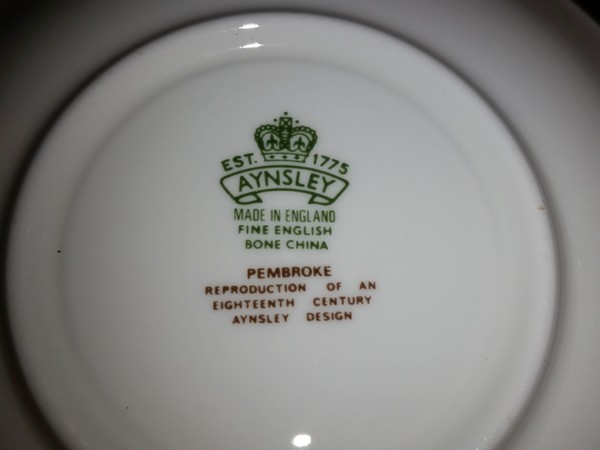 EST. 1775
AYNSLEY
MADE IN ENGLAND
FINE ENGLISH
BONE CHINA
PEMBROKE
REPRODUCTION OF AN
EIGHTEENTH CENTURY
AYNSLEY DESIGN